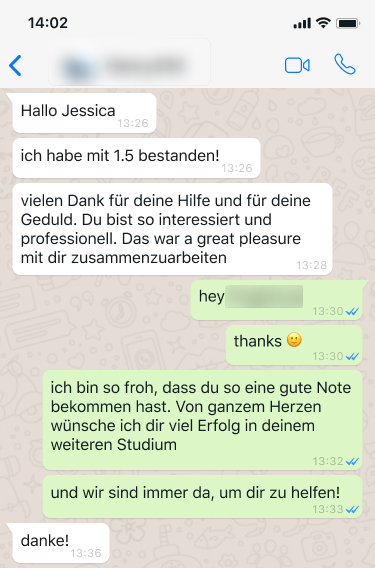 14:02
Hallo Jessica
13:26
ich habe mit 1.5 bestanden!
13:26
vielen Dank für deine Hilfe und für deine
Geduld. Du bist so interessiert und
professionell. Das war a great pleasure
mit dir zusammenzuarbeiten
13:28
hey
13:30
thanks 🙂
13:30
ich bin so froh, dass du so eine gute Note
bekommen hast. Von ganzem Herzen
wünsche ich dir viel Erfolg in deinem
weiteren Studium
13:32
und wir sind immer da, um dir zu helfen!
13:33
danke!
13:36